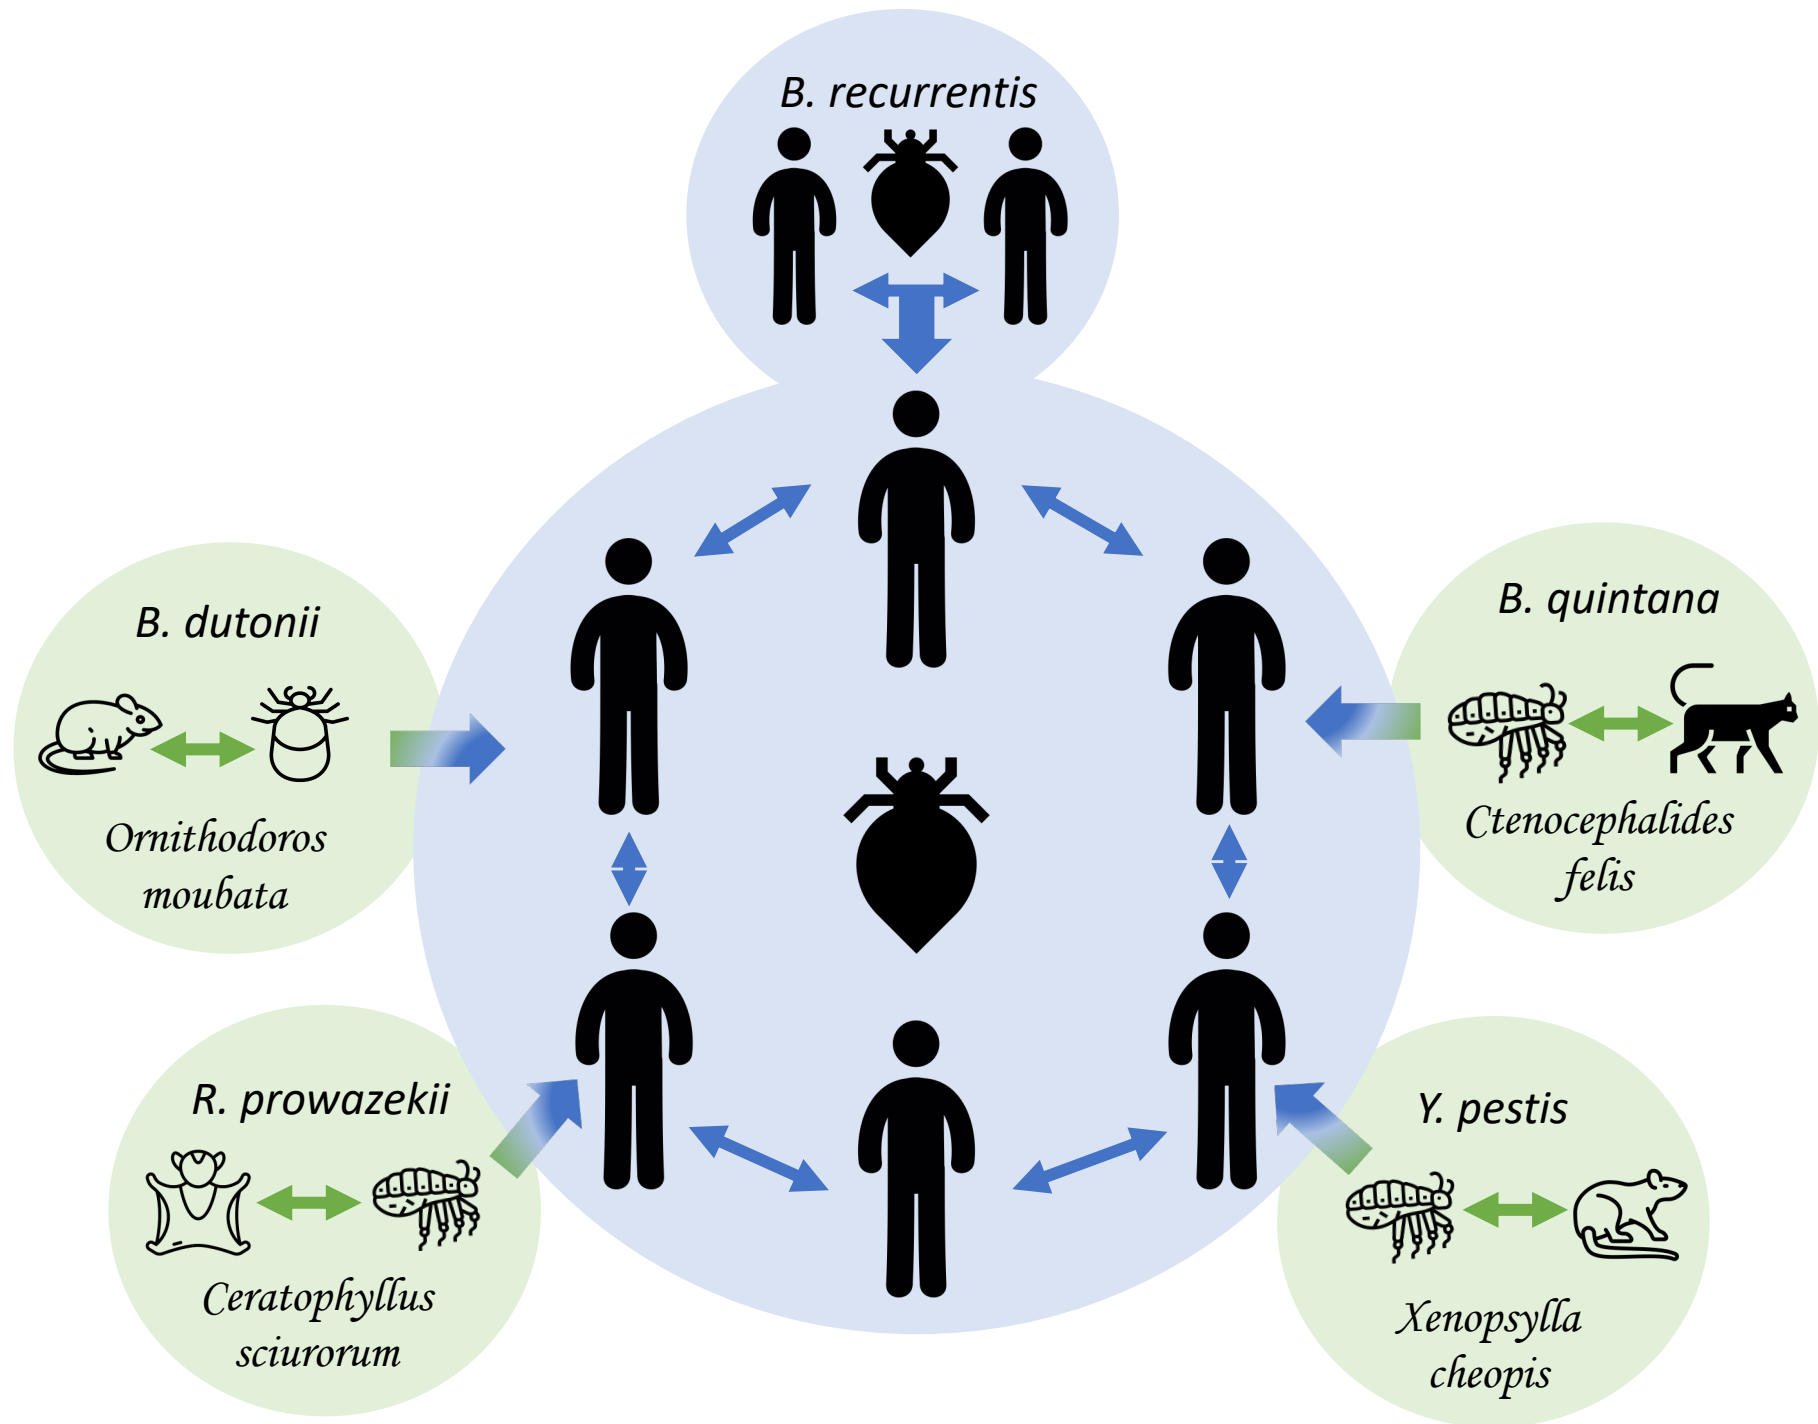 B. recurrentis
B. dutonii
Ornithodoros
moubata
B. quintana
Ctenocephalides
felis
R. prowazekii
Ceratophyllus
sciurorum
Y. pestis
Xenopsylla
cheopis